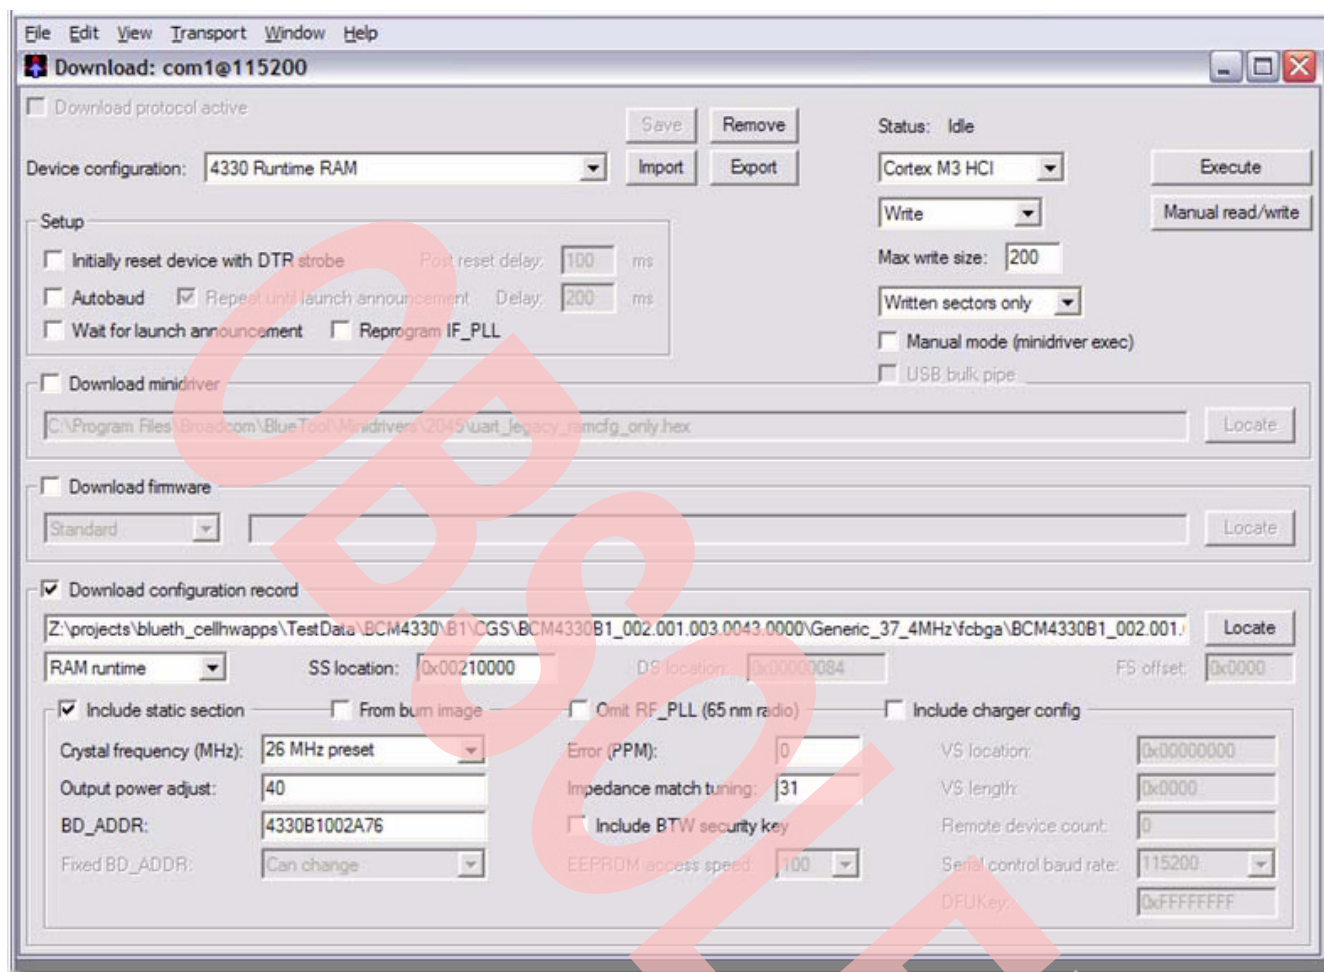 File Edit View Transport Window Help
Download: com1@115200
Download protocol active
Save Remove
Status: Idle
Device configuration: 4330 Runtime RAM
Import Export
Cortex M3 HCI
Execute
Write
Manual read/write
Setup
Initially reset device with DTR strobe Post reset delay: 100 ms
Max write size: 200
Autobaud Repeat until launch announcement Delay: 200 ms
Written sectors only
Wait for launch announcement Reprogram IF_PLL
Manual mode (minidriver exec)
USB bulk pipe
Download minidriver
C:\Program Files\Broadcom\BlueTool\Minidrivers\2045\uart_legacy_ramcfg_only.hex Locate
Download firmware
Standard Locate
Download configuration record
Z:\projects\blueth_cellhwapps\TestData\BCM4330\B1\CGS\BCM4330B1_002.001.003.0043.0000\Generic_37_4MHz\fcbga\BCM4330B1_002.001. Locate
RAM runtime SS location: 0x00210000 DS location: 0x00000084 FS offset: 0x0000
Include static section From burn image Omit RF_PLL (65 nm radio) Include charger config
Crystal frequency (MHz): 26 MHz preset Error (PPM): 0 VS location: 0x00000000
Output power adjust: 40 Impedance match tuning: 31 VS length: 0x0000
BD_ADDR: 4330B1002A76 Include BTW security key Remote device count: 0
Fixed BD_ADDR: Can change EEPROM access speed: 100 Serial control baud rate: 115200
DFUKey: 0xFFFFFFFF
OBSOLE